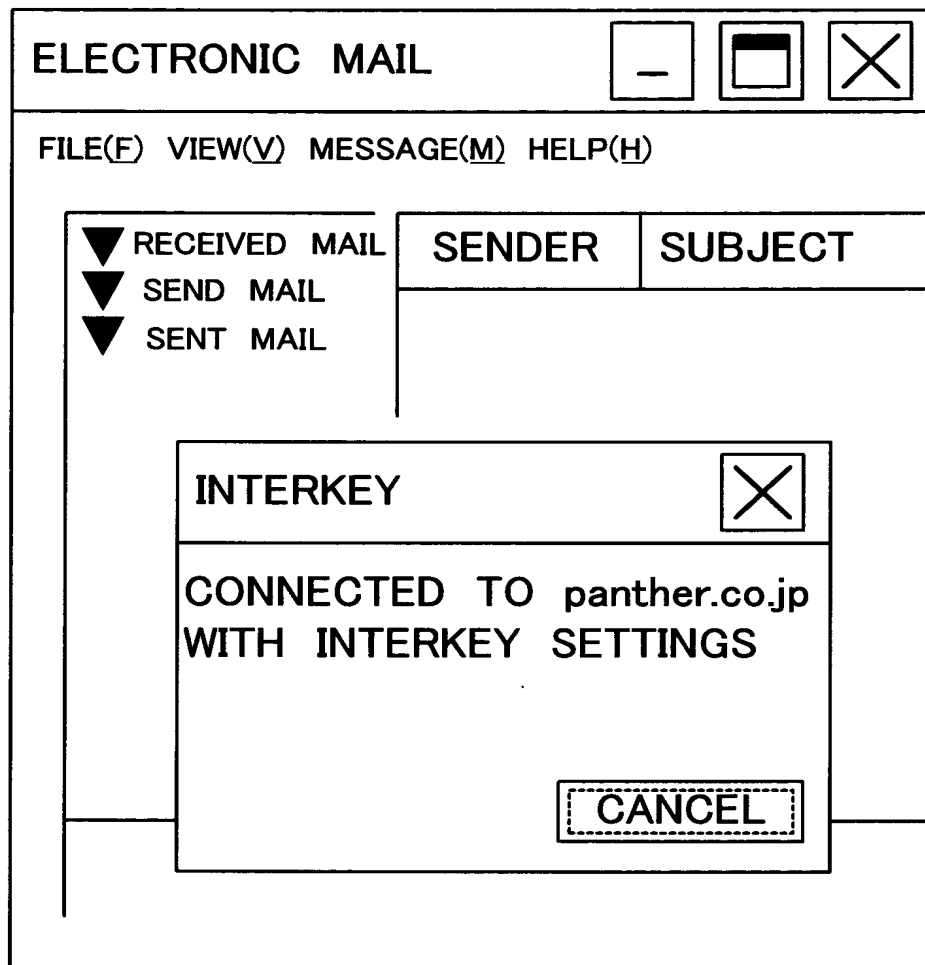 ELECTRONIC MAIL
FILE(F) VIEW(V) MESSAGE(M) HELP(H)
RECEIVED MAIL
SEND MAIL
SENT MAIL
SENDER SUBJECT
INTERKEY
CONNECTED TO panther.co.jp
WITH INTERKEY SETTINGS
CANCEL